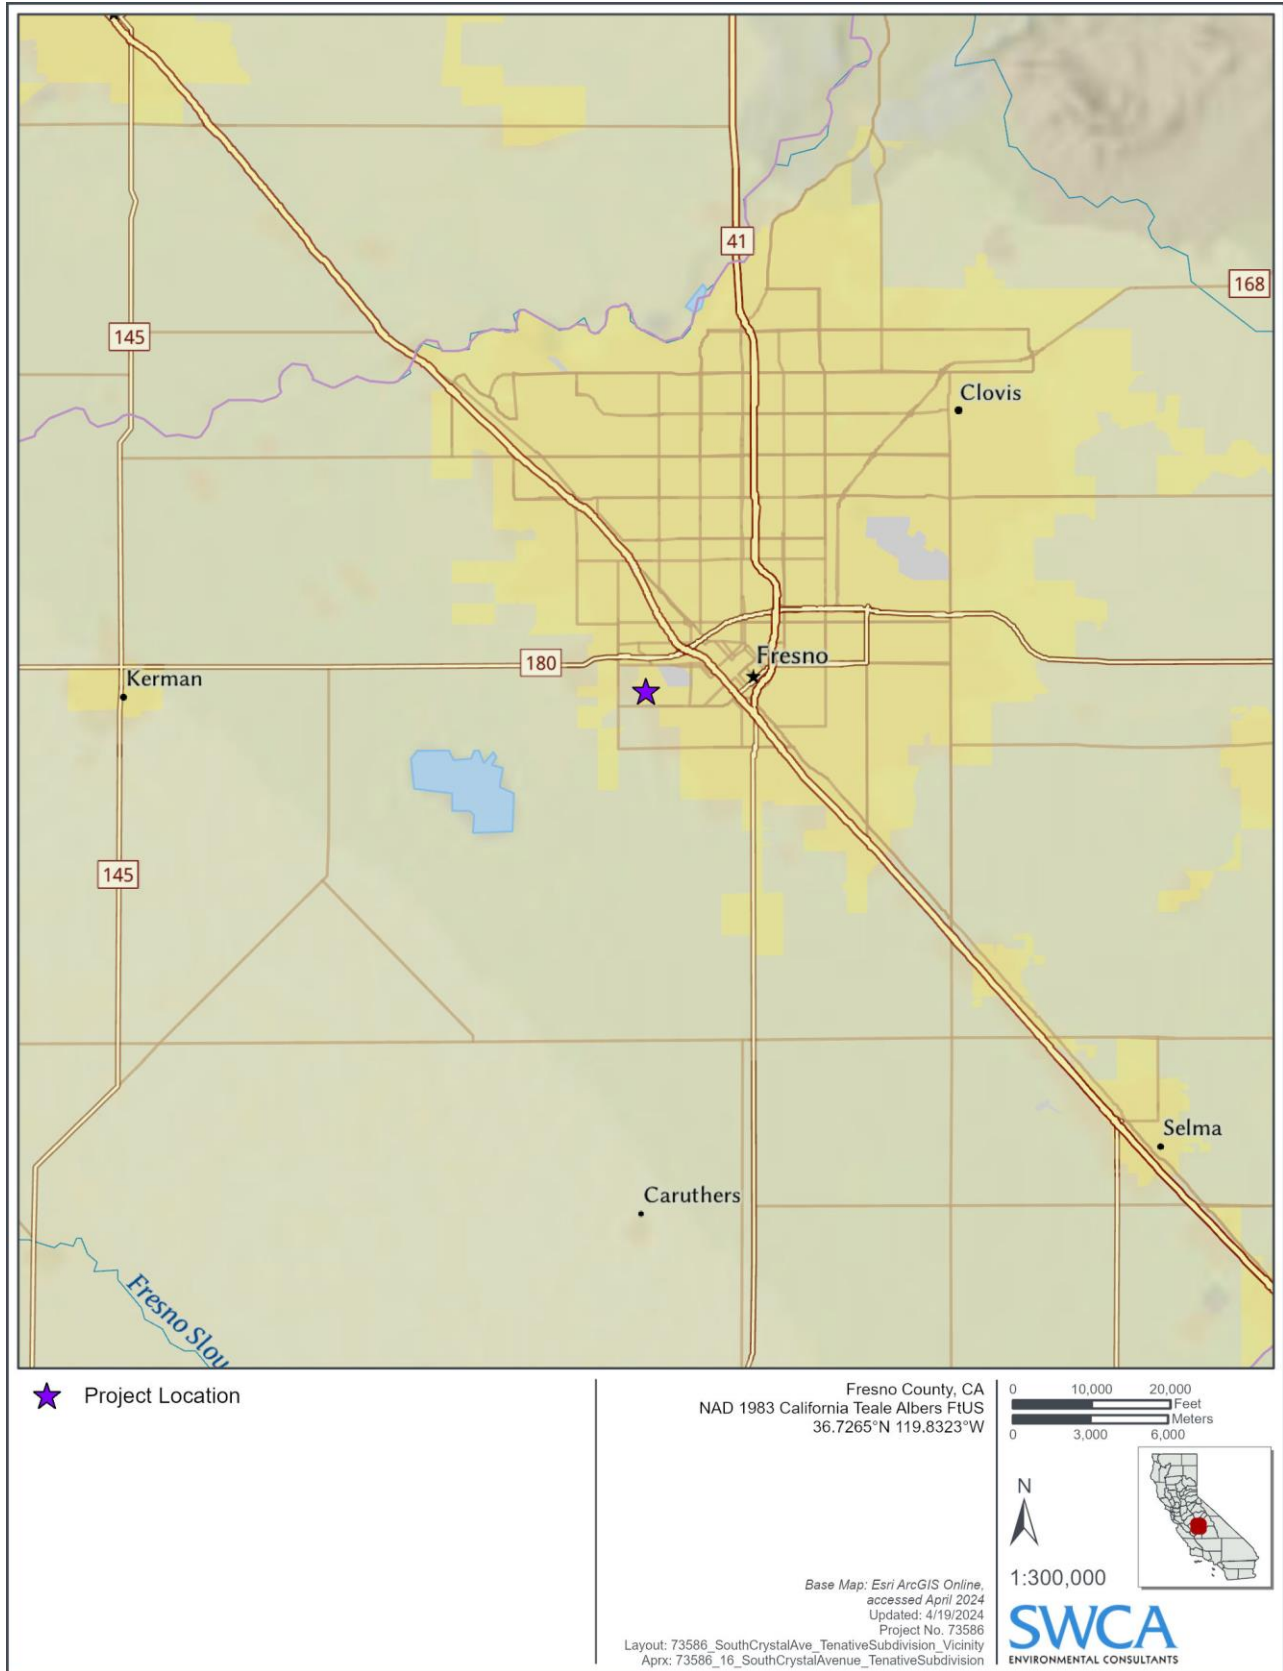 41
168
145
Clovis
Fresno
180
Kerman
145
Selma
Caruthers
Fresno Slou
Project Location
Fresno County, CA
NAD 1983 California Teale Albers FtUS
36.7265°N 119.8323°W
0 10,000 20,000
Feet
Meters
0 3,000 6,000
N
1:300,000
Base Map: Esri ArcGIS Online,
accessed April 2024
Updated: 4/19/2024
Project No. 73586
Layout: 73586_SouthCrystalAve_TenativeSubdivision_Vicinity
Aprx: 73586_16_SouthCrystalAvenue_TenativeSubdivision
SWCA
ENVIRONMENTAL CONSULTANTS